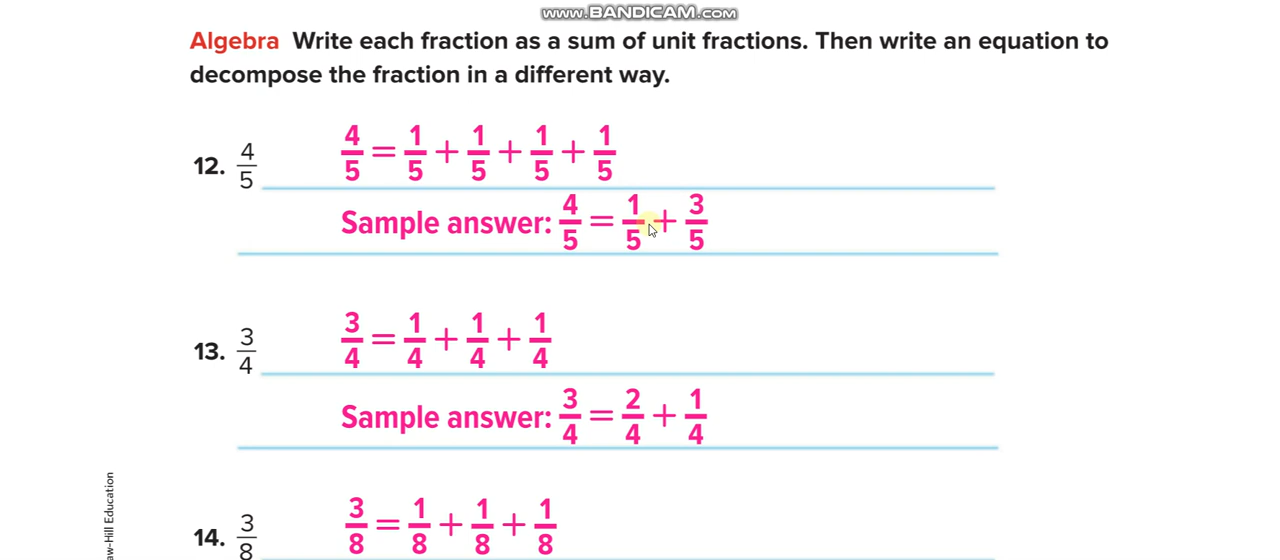 www.BANDICAM.com
Algebra Write each fraction as a sum of unit fractions. Then write an equation to
decompose the fraction in a different way.
12. 4/5 4/5 = 1/5 + 1/5 + 1/5 + 1/5
Sample answer: 4/5 = 1/5 + 3/5
13. 3/4 3/4 = 1/4 + 1/4 + 1/4
Sample answer: 3/4 = 2/4 + 1/4
14. 3/8 3/8 = 1/8 + 1/8 + 1/8
aw-Hill Education